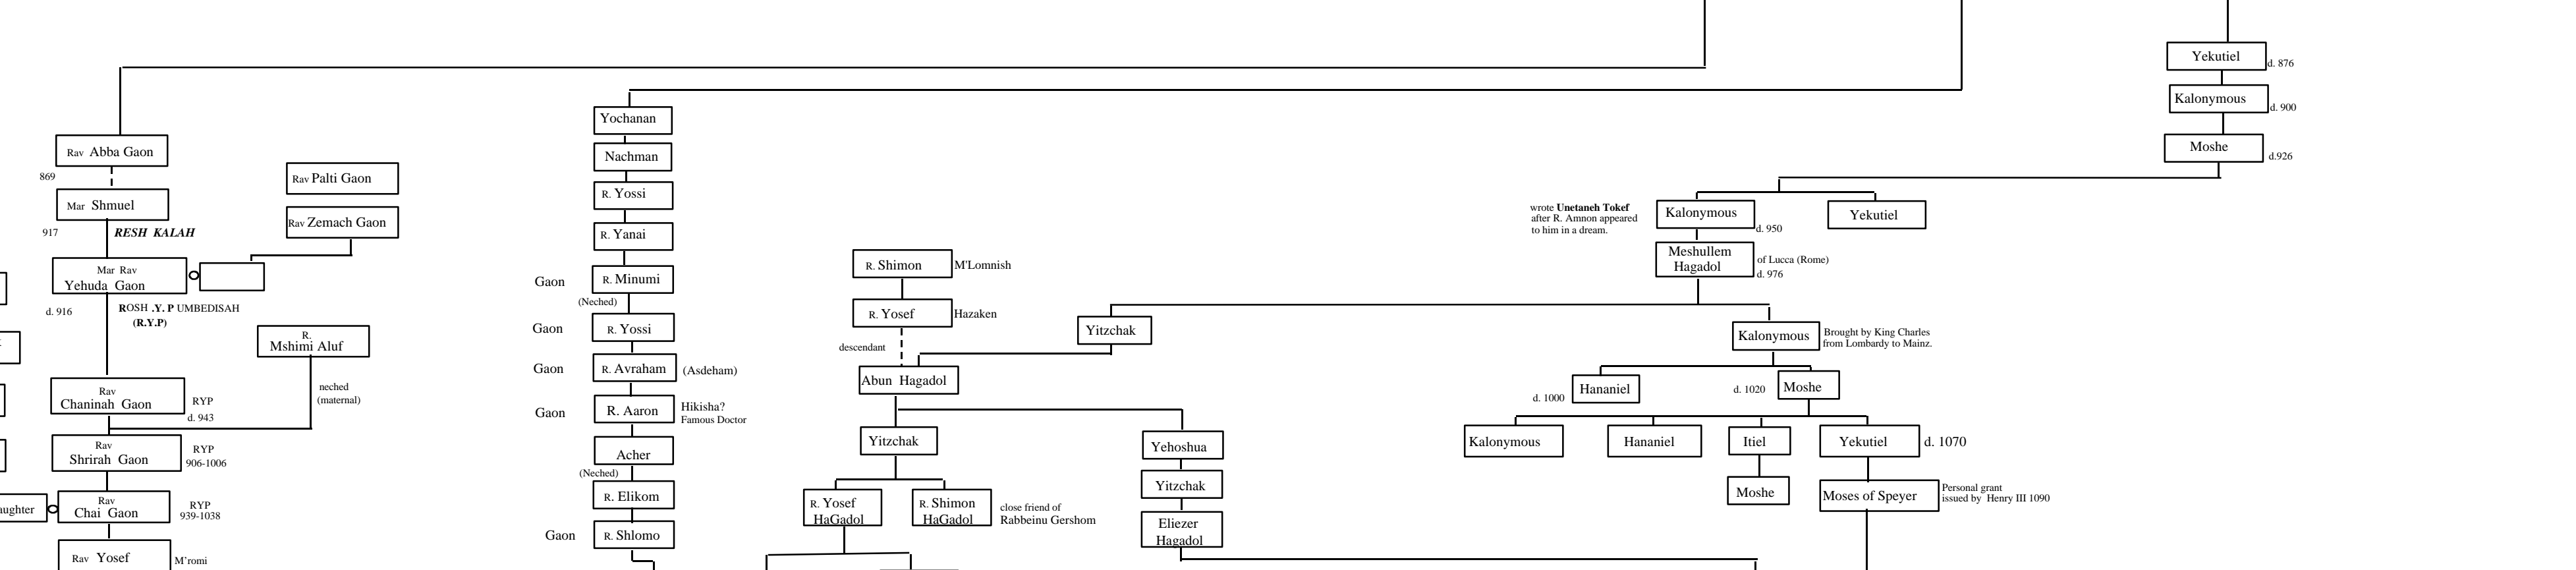 Yekutiel
d. 876
Kalonymous
d. 900
Moshe
d.926
Yochanan
Nachman
R. Yossi
R. Yanai
Gaon
R. Minumi
(Neched)
Gaon
R. Yossi
Gaon
R. Avraham
(Asdeham)
Gaon
R. Aaron
Hikisha?
Famous Doctor
Acher
(Neched)
R. Elikom
Gaon
R. Shlomo
Rav Abba Gaon
869
Mar Shmuel
917
RESH KALAH
Rav Palti Gaon
Rav Zemach Gaon
Mar Rav
Yehuda Gaon
d. 916
ROSH .Y. P UMBEDISAH
(R.Y.P)
R.
Mshimi Aluf
neched
(maternal)
Rav
Chaninah Gaon
RYP
d. 943
Rav
Shrirah Gaon
RYP
906-1006
aughter
Rav
Chai Gaon
RYP
939-1038
Rav Yosef
M'romi
R. Shimon
M'Lomnish
R. Yosef
Hazaken
descendant
Abun Hagadol
Yitzchak
Yitzchak
R. Yosef
HaGadol
R. Shimon
HaGadol
close friend of
Rabbeinu Gershom
Yehoshua
Yitzchak
Eliezer
Hagadol
wrote Unetaneh Tokef
after R. Amnon appeared
to him in a dream.
Kalonymous
d. 950
Yekutiel
Meshullem
Hagadol
of Lucca (Rome)
d. 976
Kalonymous
Brought by King Charles
from Lombardy to Mainz.
Hananiel
d. 1000
d. 1020
Moshe
Kalonymous
Hananiel
Itiel
Yekutiel
d. 1070
Moshe
Moses of Speyer
Personal grant
issued by Henry III 1090